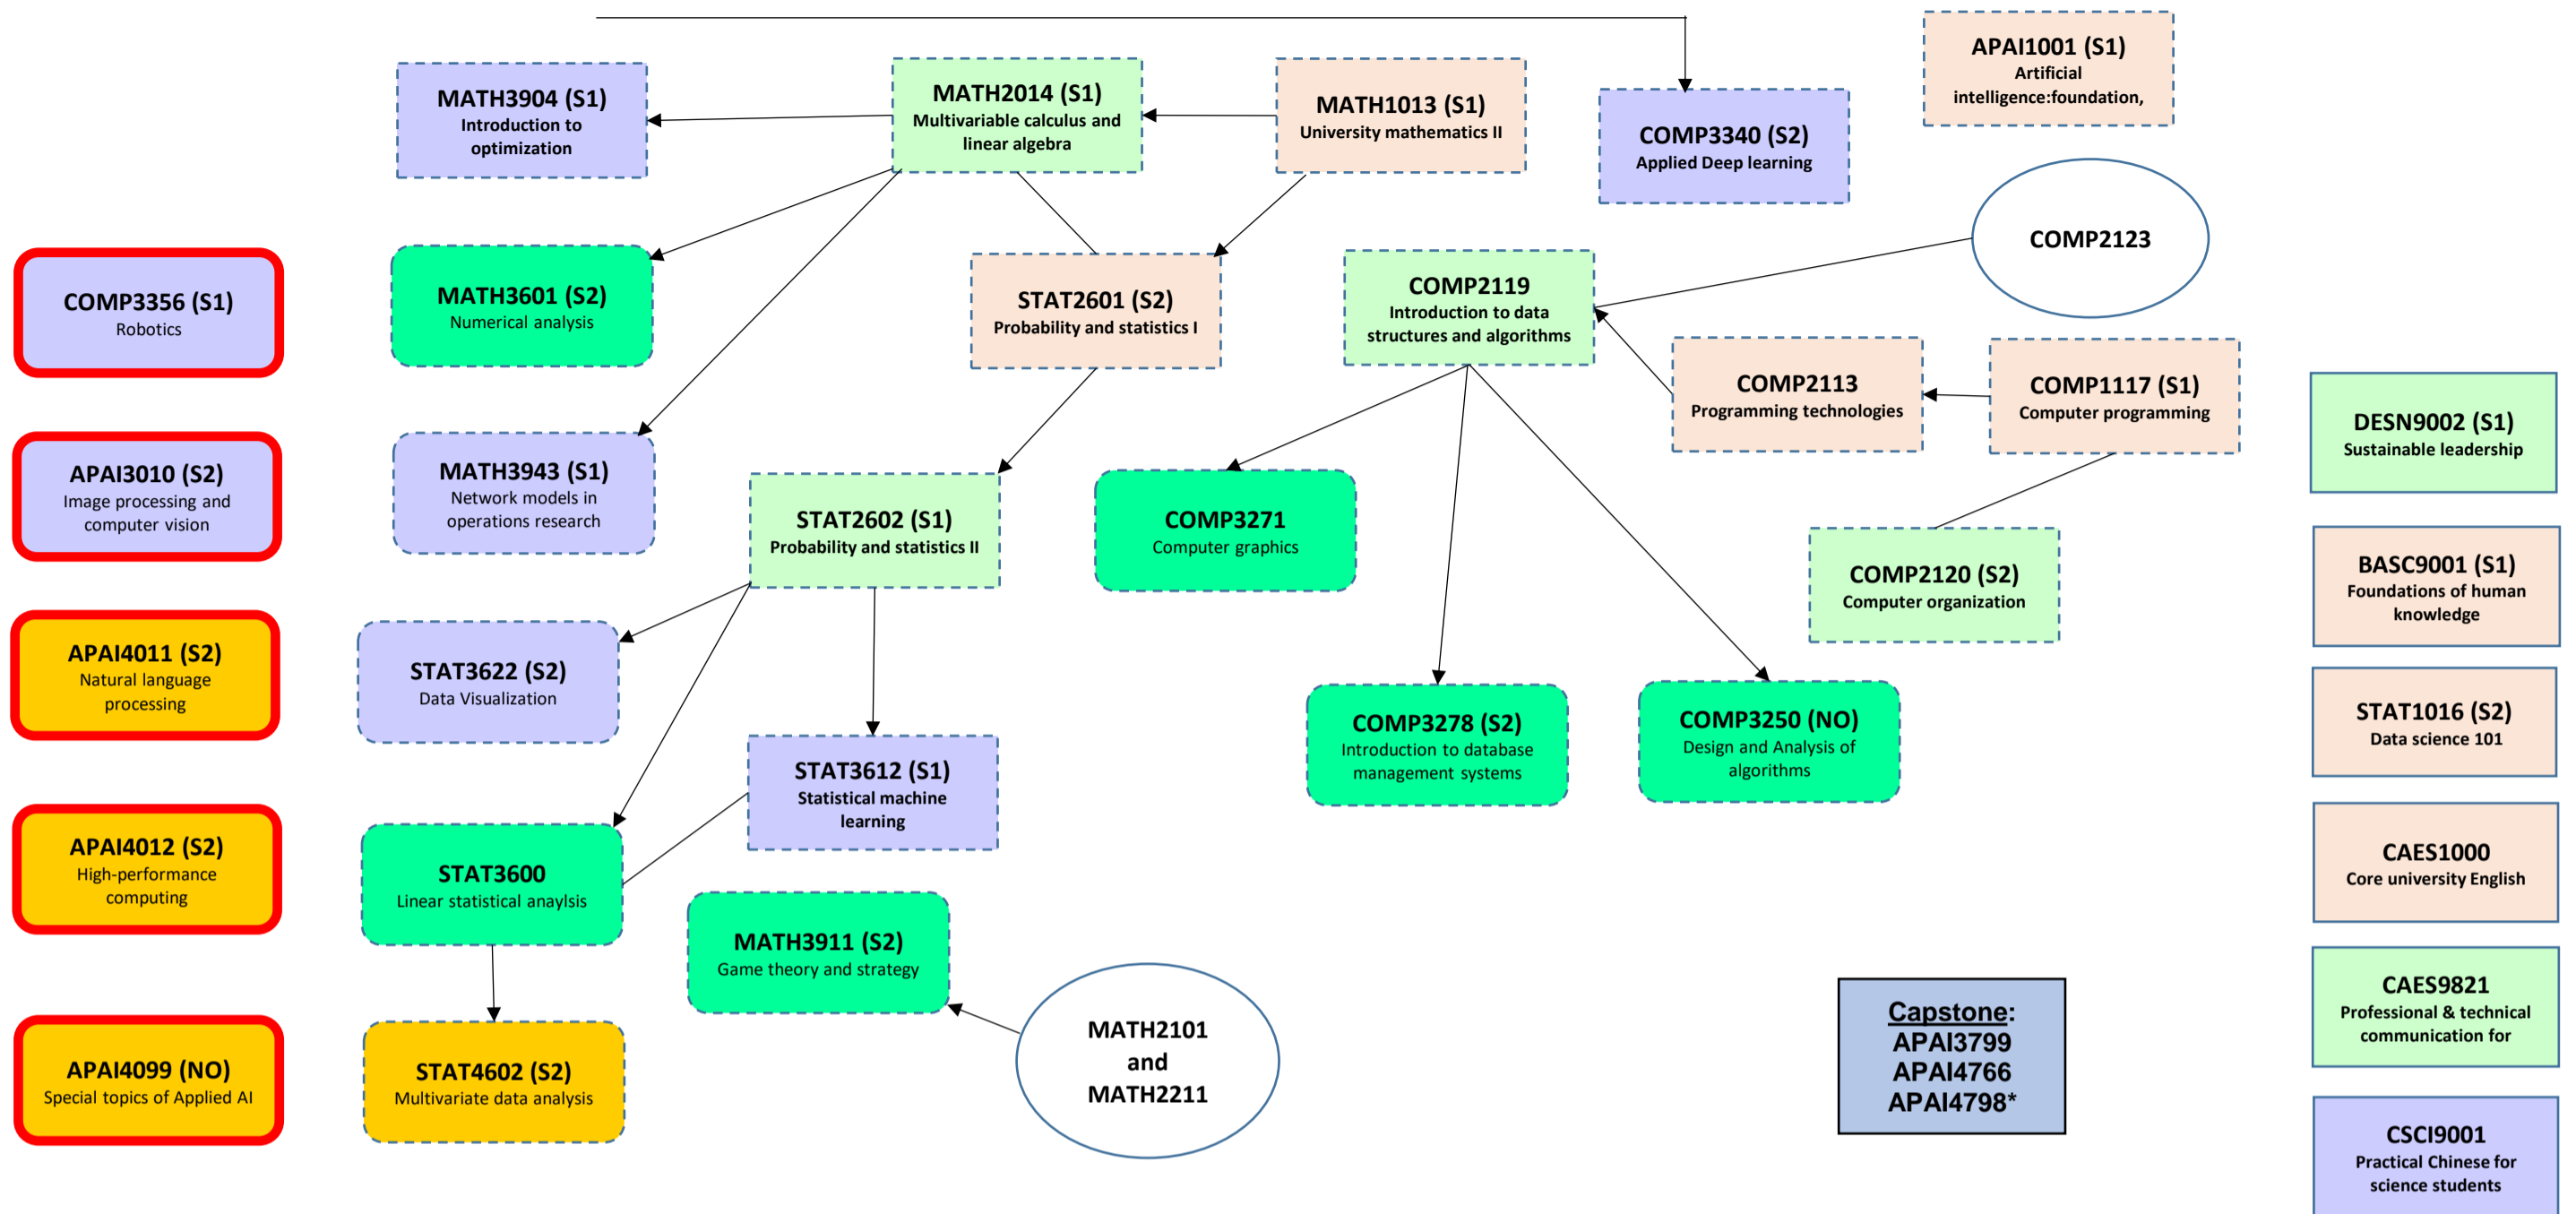 APAI1001 (S1)
Artificial
intelligence:foundation,
MATH3904 (S1)
Introduction to
optimization
MATH2014 (S1)
Multivariable calculus and
linear algebra
MATH1013 (S1)
University mathematics II
COMP3340 (S2)
Applied Deep learning
COMP2123
COMP3356 (S1)
Robotics
MATH3601 (S2)
Numerical analysis
STAT2601 (S2)
Probability and statistics I
COMP2119
Introduction to data
structures and algorithms
COMP2113
Programming technologies
COMP1117 (S1)
Computer programming
DESN9002 (S1)
Sustainable leadership
APAI3010 (S2)
Image processing and
computer vision
MATH3943 (S1)
Network models in
operations research
STAT2602 (S1)
Probability and statistics II
COMP3271
Computer graphics
COMP2120 (S2)
Computer organization
BASC9001 (S1)
Foundations of human
knowledge
APAI4011 (S2)
Natural language
processing
STAT3622 (S2)
Data Visualization
STAT3612 (S1)
Statistical machine
learning
COMP3278 (S2)
Introduction to database
management systems
COMP3250 (NO)
Design and Analysis of
algorithms
STAT1016 (S2)
Data science 101
APAI4012 (S2)
High-performance
computing
STAT3600
Linear statistical anaylsis
MATH3911 (S2)
Game theory and strategy
CAES1000
Core university English
APAI4099 (NO)
Special topics of Applied AI
STAT4602 (S2)
Multivariate data analysis
MATH2101
and
MATH2211
Capstone:
APAI3799
APAI4766
APAI4798*
CAES9821
Professional & technical
communication for
CSCI9001
Practical Chinese for
science students